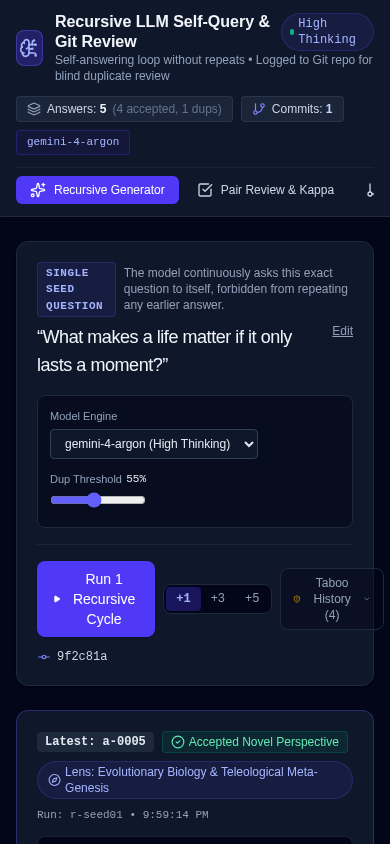 Recursive LLM Self-Query &
Git Review
High
Thinking
Self-answering loop without repeats • Logged to Git repo for
blind duplicate review
Answers: 5 (4 accepted, 1 dups)
Commits: 1
gemini-4-argon
Recursive Generator
Pair Review & Kappa
SINGLE
SEED
QUESTION
The model continuously asks this exact
question to itself, forbidden from repeating
any earlier answer.
“What makes a life matter if it only
lasts a moment?”
Edit
Model Engine
gemini-4-argon (High Thinking)
Dup Threshold 55%
Run 1
Recursive
Cycle
+1 +3 +5
Taboo
History
(4)
9f2c81a
Latest: a-0005
Accepted Novel Perspective
Lens: Evolutionary Biology & Teleological Meta-
Genesis
Run: r-seed01 • 9:59:14 PM